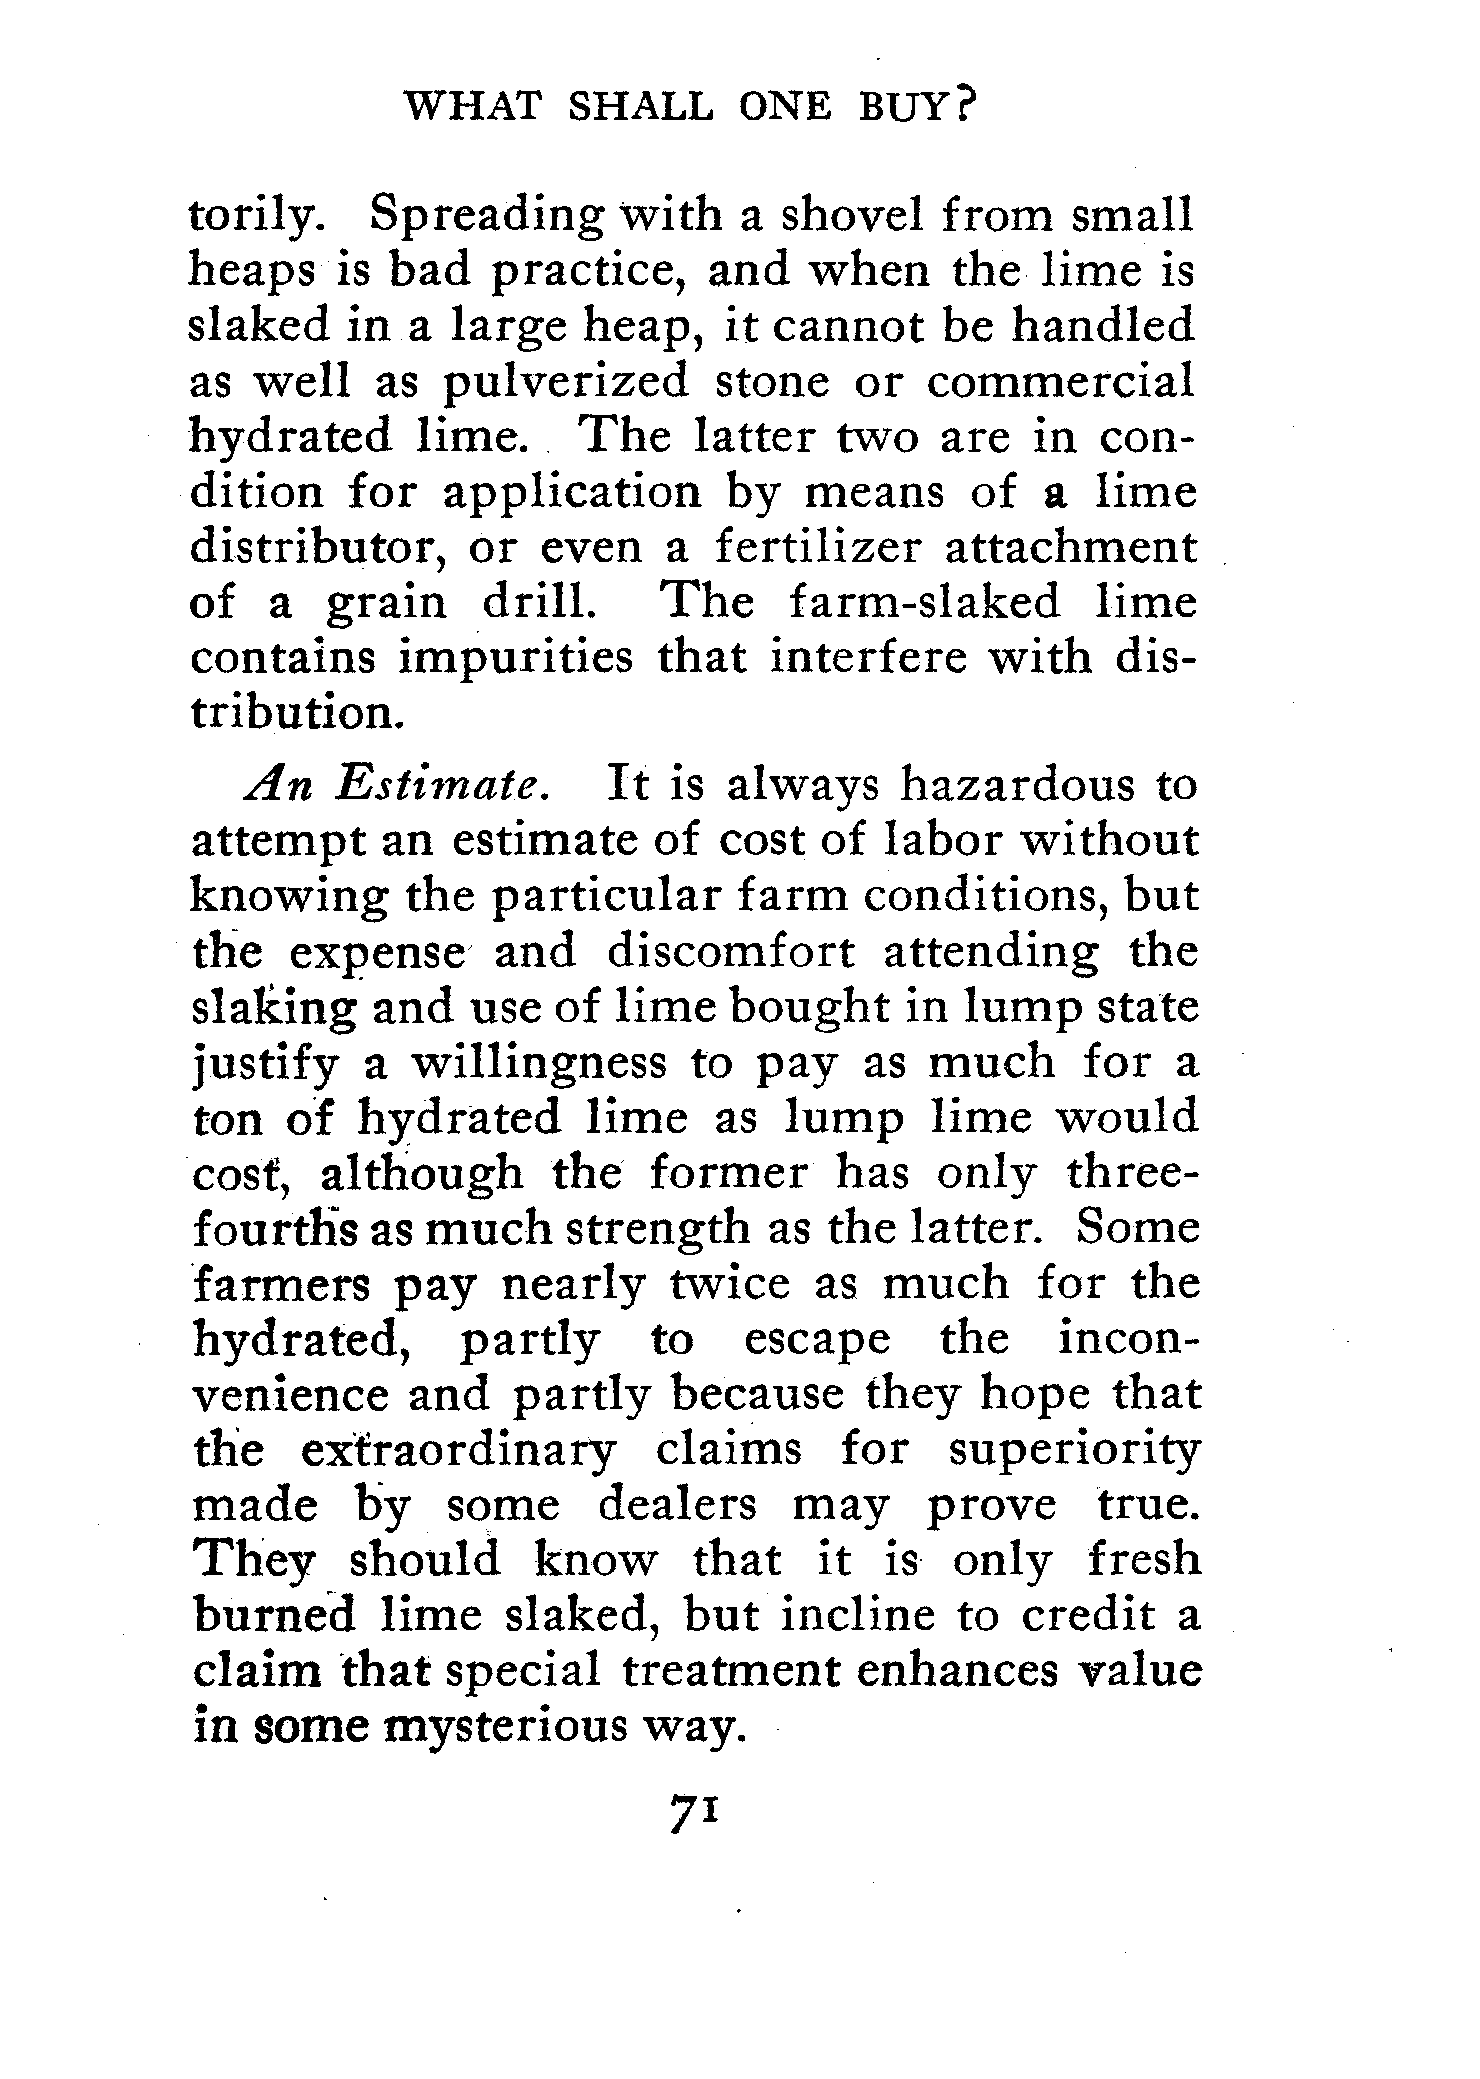 WHAT SHALL ONE BUY?
torily. Spreading with a shovel from small
heaps is bad practice, and when the lime is
slaked in a large heap, it cannot be handled
as well as pulverized stone or commercial
hydrated lime. The latter two are in con-
dition for application by means of a lime
distributor, or even a fertilizer attachment
of a grain drill. The farm-slaked lime
contains impurities that interfere with dis-
tribution.
An Estimate. It is always hazardous to
attempt an estimate of cost of labor without
knowing the particular farm conditions, but
the expense and discomfort attending the
slaking and use of lime bought in lump state
justify a willingness to pay as much for a
ton of hydrated lime as lump lime would
cost, although the former has only three-
fourths as much strength as the latter. Some
farmers pay nearly twice as much for the
hydrated, partly to escape the incon-
venience and partly because they hope that
the extraordinary claims for superiority
made by some dealers may prove true.
They should know that it is only fresh
burned lime slaked, but incline to credit a
claim that special treatment enhances value
in some mysterious way.
71